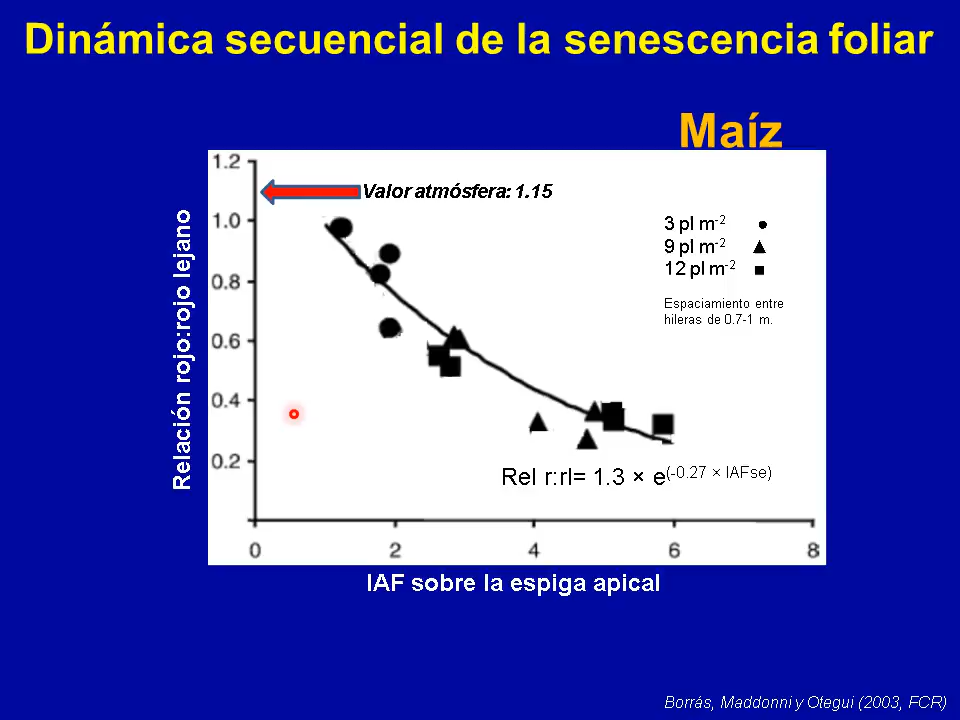 Dinámica secuencial de la senescencia foliar
Maíz
1.2
1.0
0.8
0.6
0.4
0.2
Valor atmósfera: 1.15
3 pl m-2
9 pl m-2
12 pl m-2
Espaciamiento entre
hileras de 0.7-1 m.
Relación rojo:rojo lejano
Rel r:rl= 1.3 × e(-0.27 × IAFse)
0 2 4 6 8
IAF sobre la espiga apical
Borrás, Maddonni y Otegui (2003, FCR)